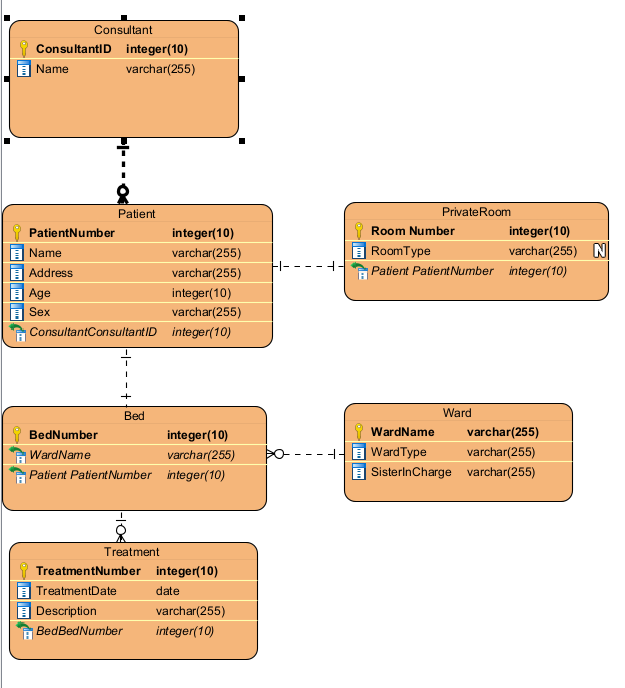 Consultant
ConsultantID integer(10)
Name varchar(255)
Patient
PatientNumber integer(10)
Name varchar(255)
Address varchar(255)
Age integer(10)
Sex varchar(255)
ConsultantConsultantID integer(10)
PrivateRoom
Room Number integer(10)
RoomType varchar(255) N
Patient PatientNumber integer(10)
Bed
BedNumber integer(10)
WardName varchar(255)
Patient PatientNumber integer(10)
Ward
WardName varchar(255)
WardType varchar(255)
SisterInCharge varchar(255)
Treatment
TreatmentNumber integer(10)
TreatmentDate date
Description varchar(255)
BedBedNumber integer(10)